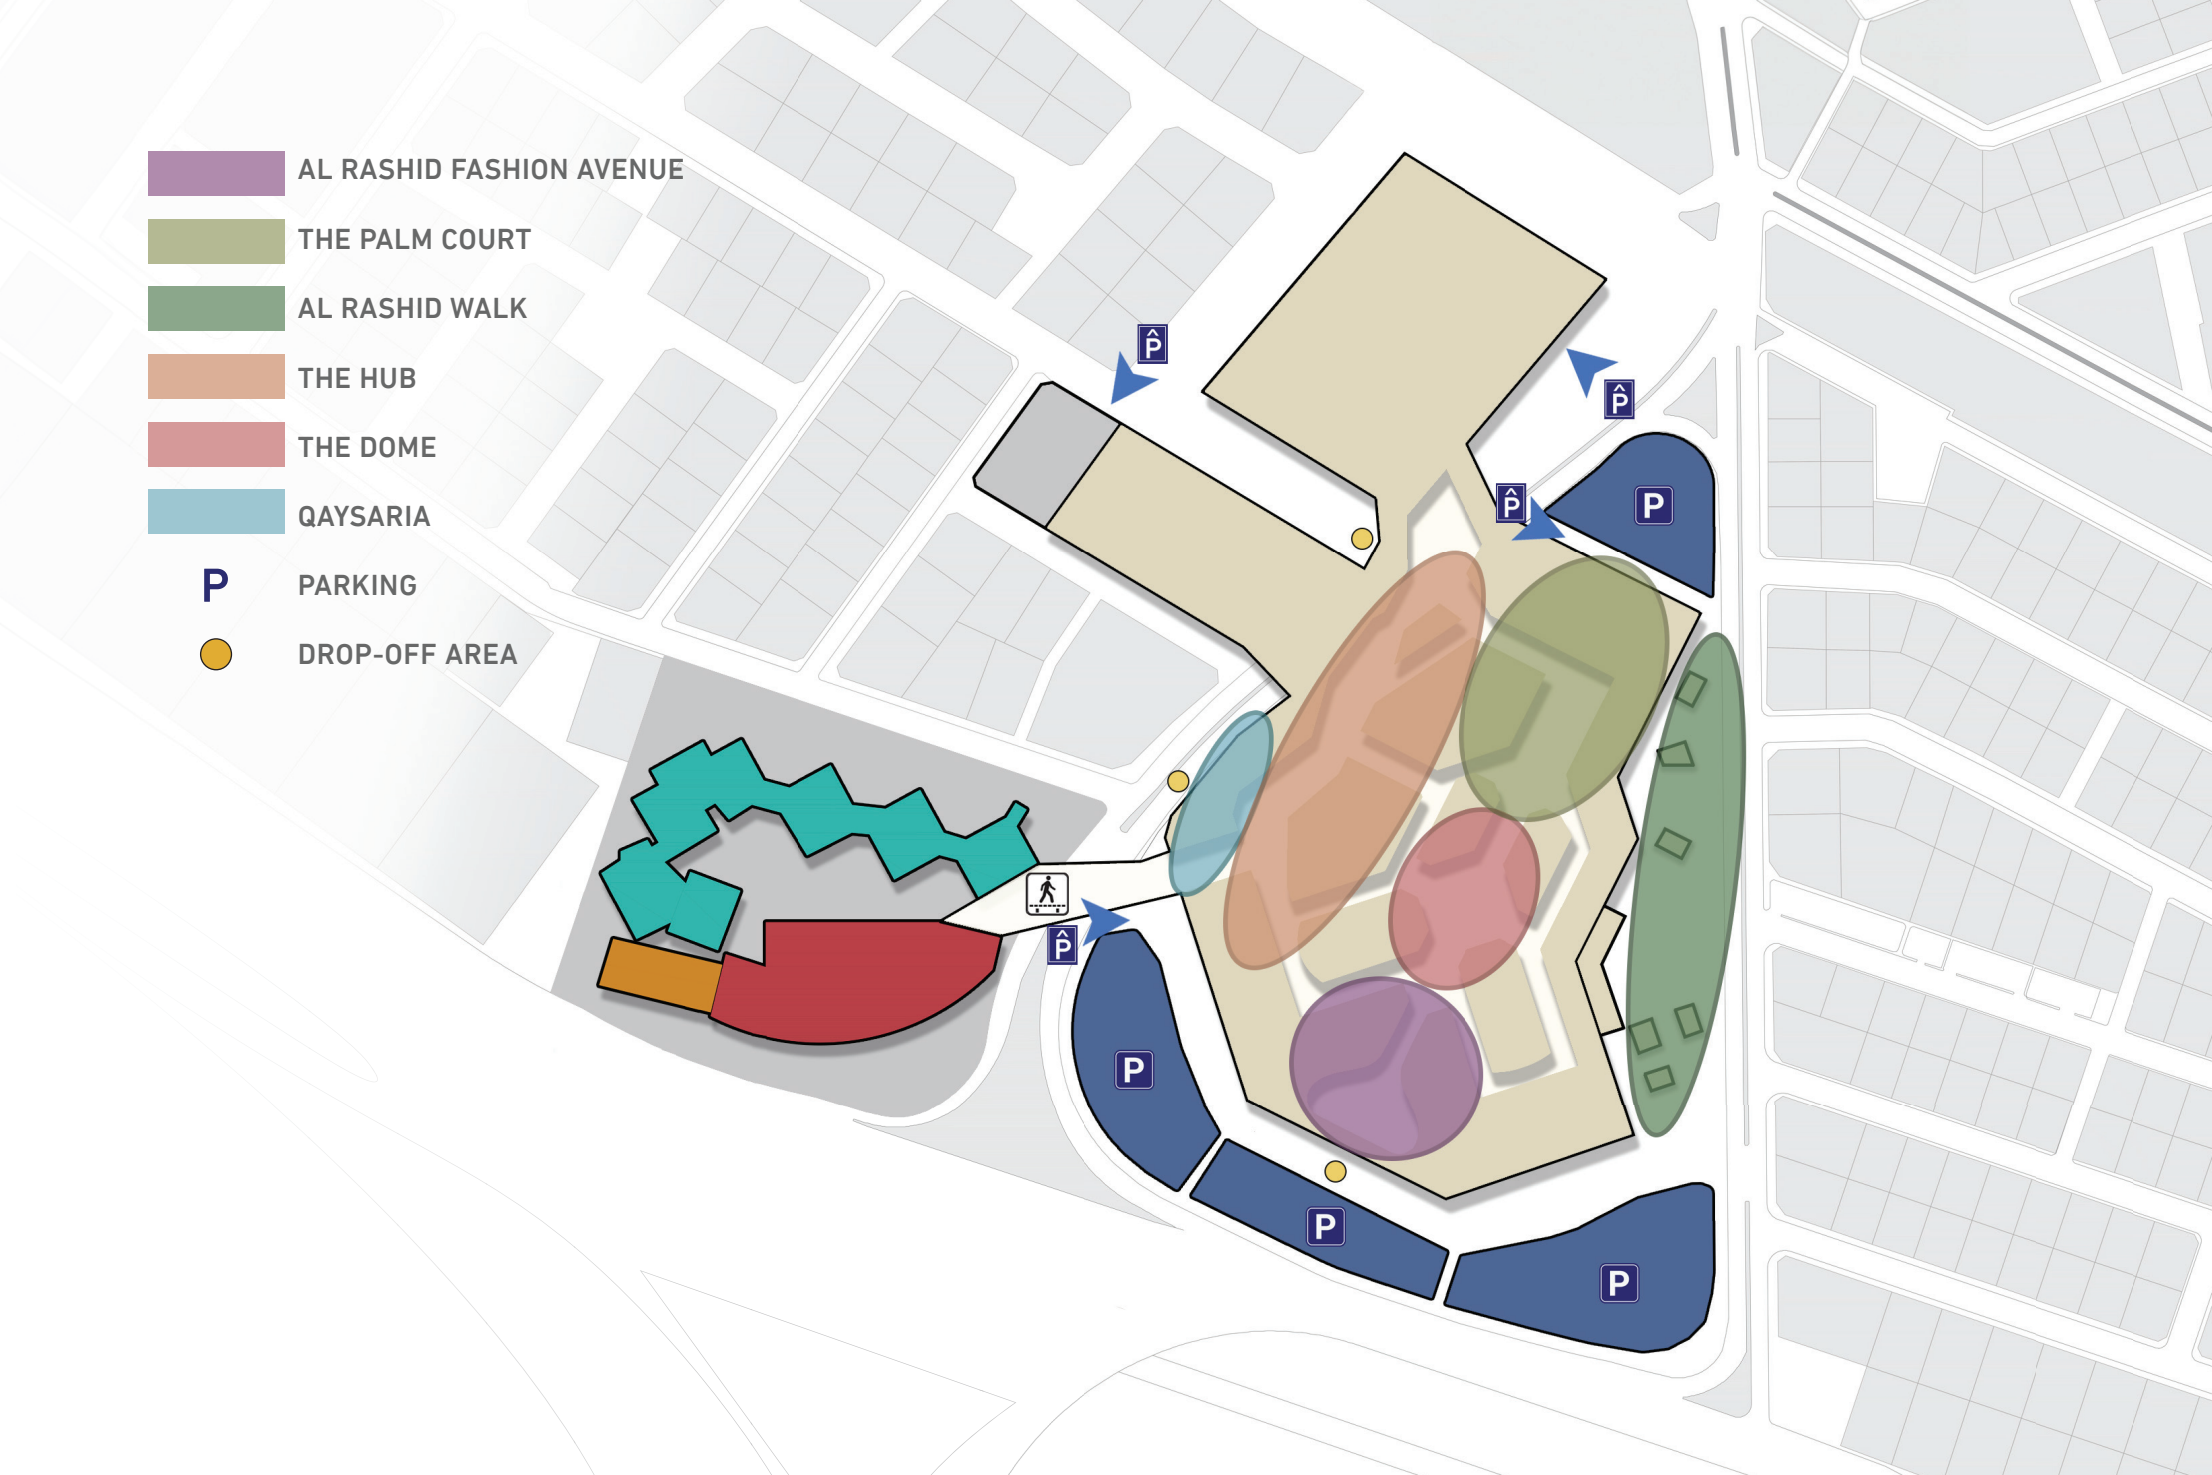 AL RASHID FASHION AVENUE
THE PALM COURT
AL RASHID WALK
THE HUB
THE DOME
QAYSARIA
P PARKING
DROP-OFF AREA
P
P
P
P
P
P
P
P